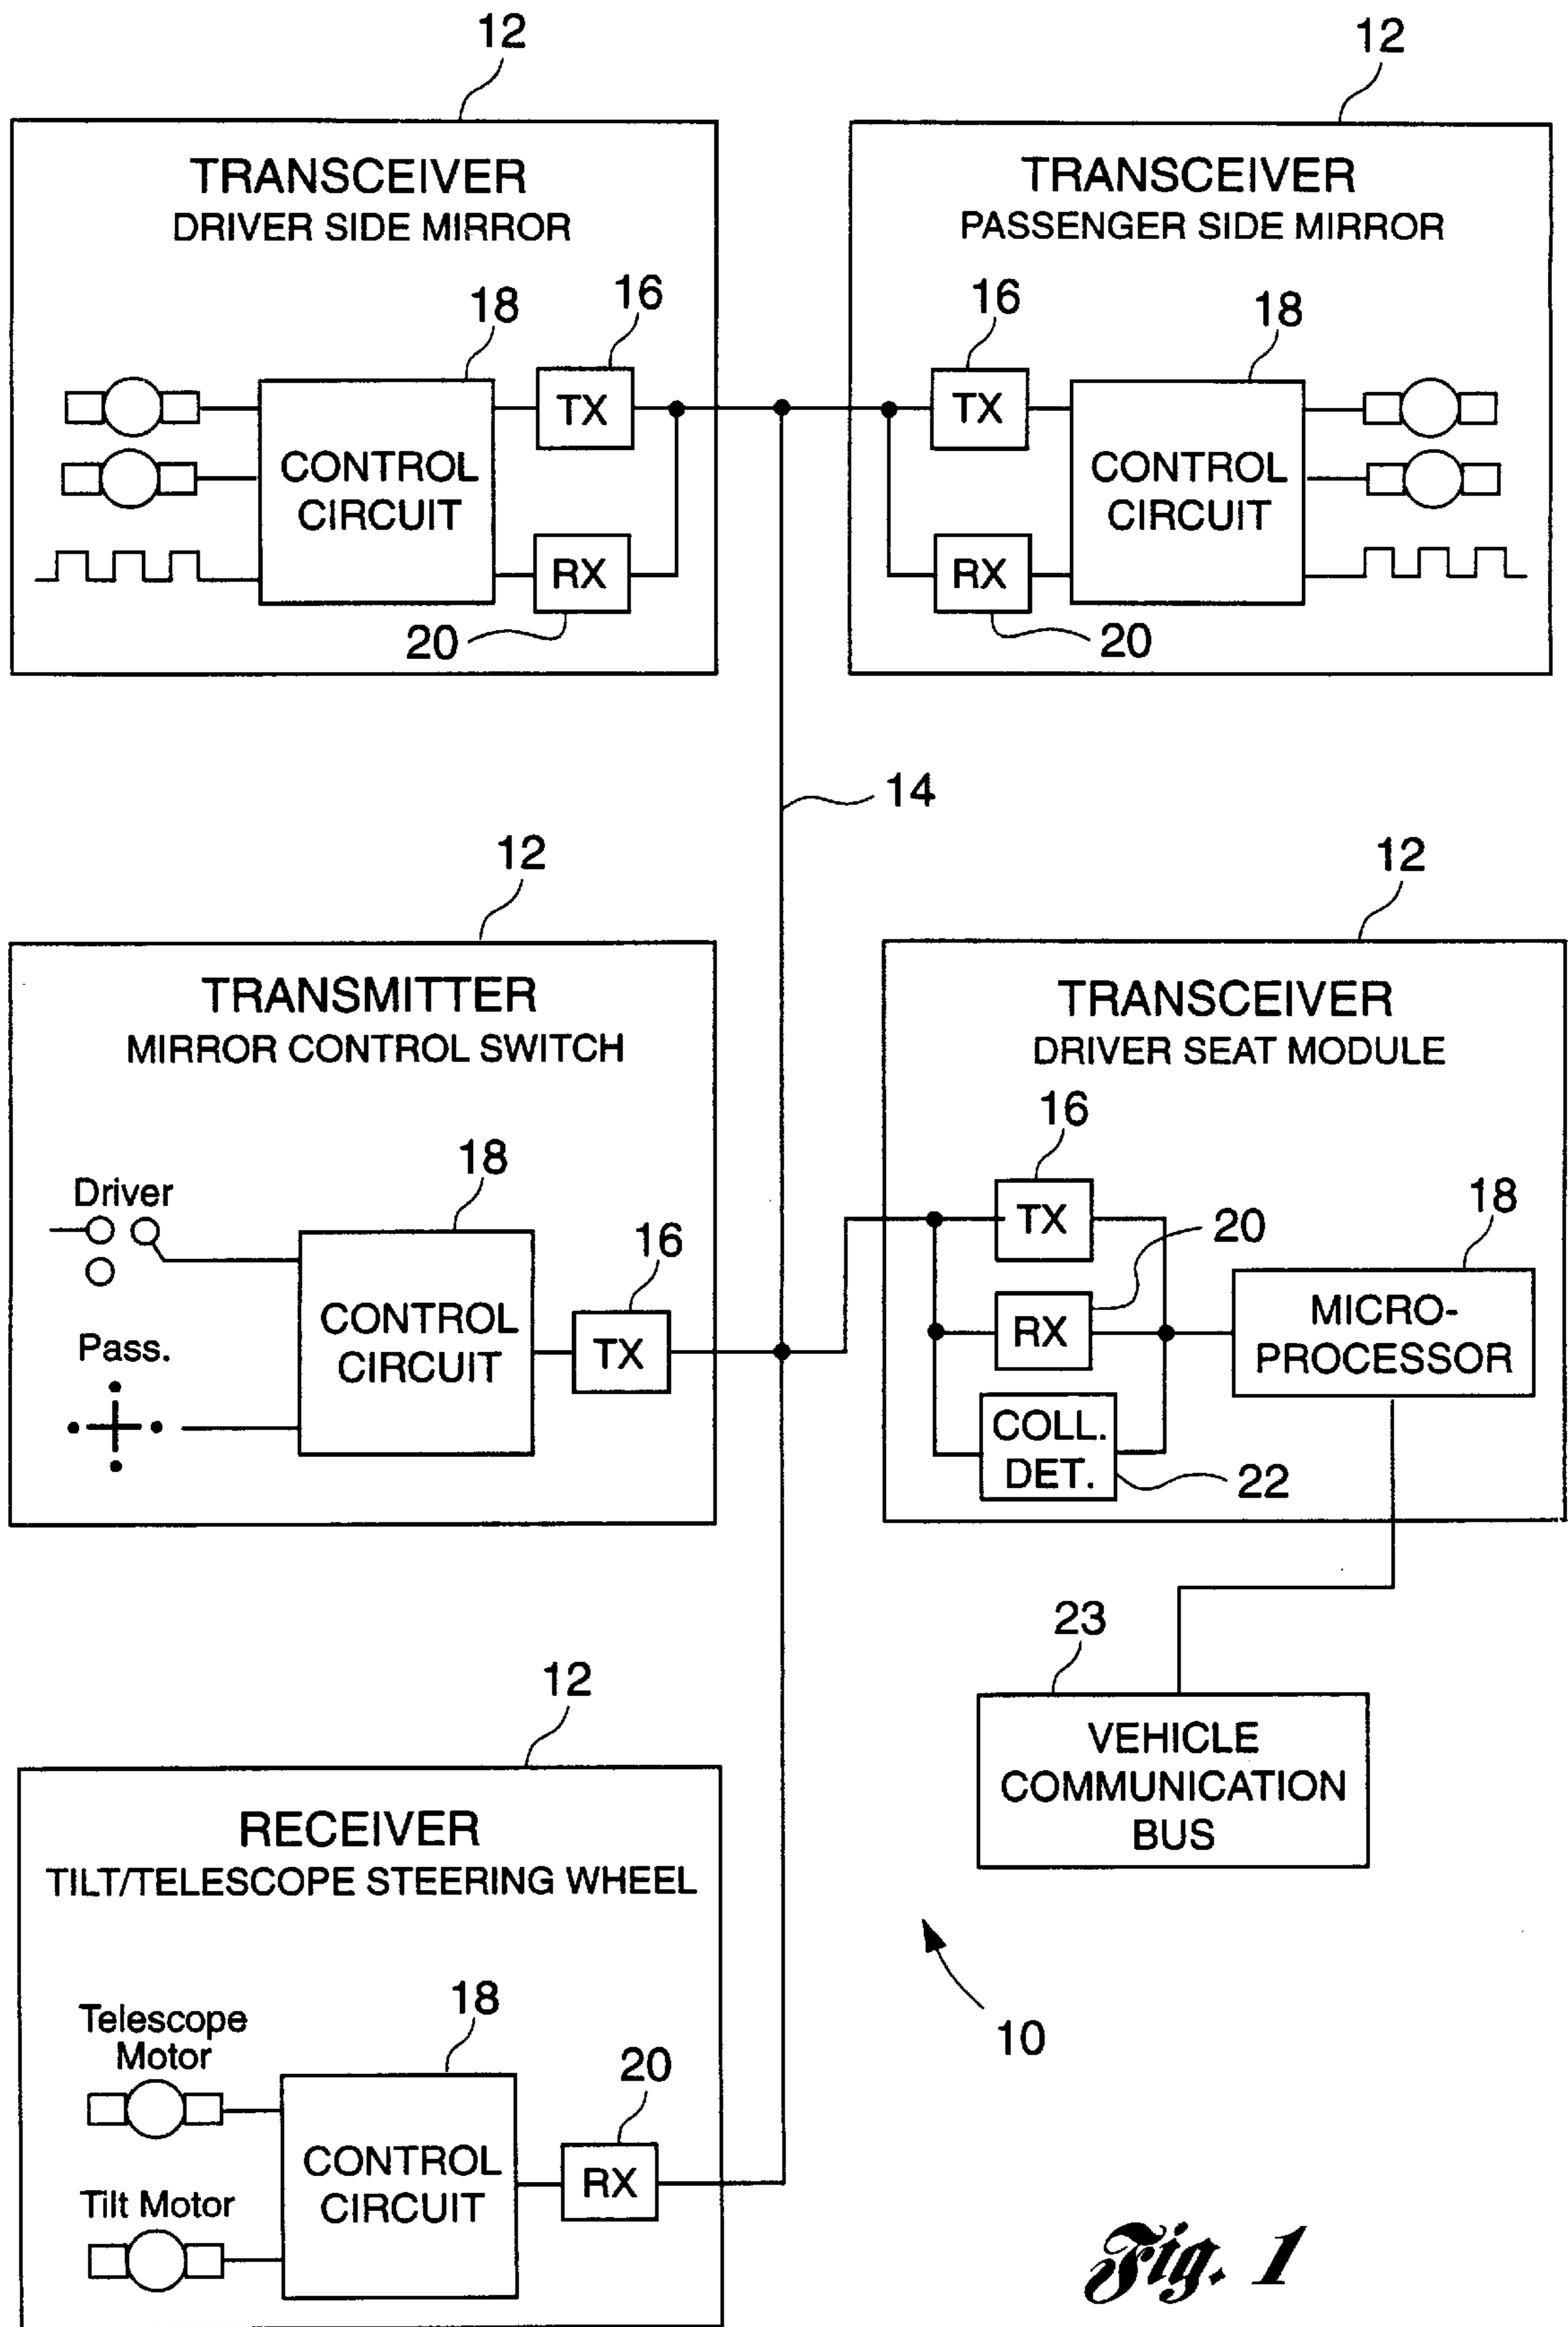 12
12
TRANSCEIVER
DRIVER SIDE MIRROR
16
18
TX
CONTROL
CIRCUIT
RX
20
TRANSCEIVER
PASSENGER SIDE MIRROR
16
18
TX
CONTROL
CIRCUIT
RX
20
14
12
12
TRANSMITTER
MIRROR CONTROL SWITCH
18
Driver
16
CONTROL
CIRCUIT
TX
Pass.
TRANSCEIVER
DRIVER SEAT MODULE
16
18
TX
20
RX
MICRO-
PROCESSOR
COLL.
DET.
22
23
VEHICLE
COMMUNICATION
BUS
12
RECEIVER
TILT/TELESCOPE STEERING WHEEL
18
Telescope
Motor
20
CONTROL
CIRCUIT
RX
Tilt Motor
10
Fig. 1